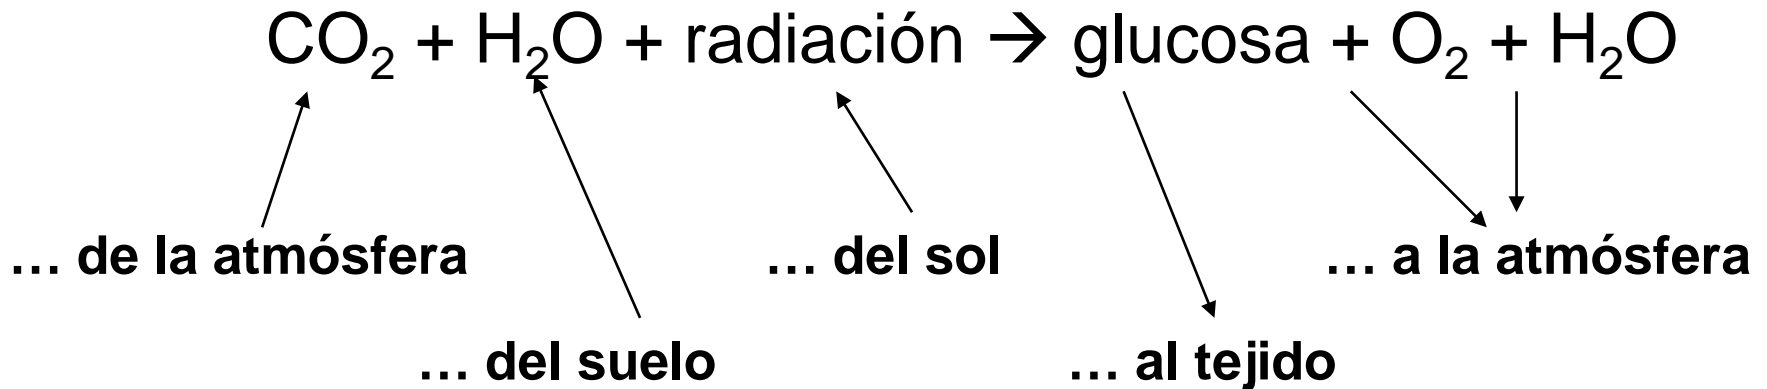 CO₂ + H₂O + radiación → glucosa + O₂ + H₂O
… de la atmósfera … del sol … a la atmósfera
… del suelo … al tejido